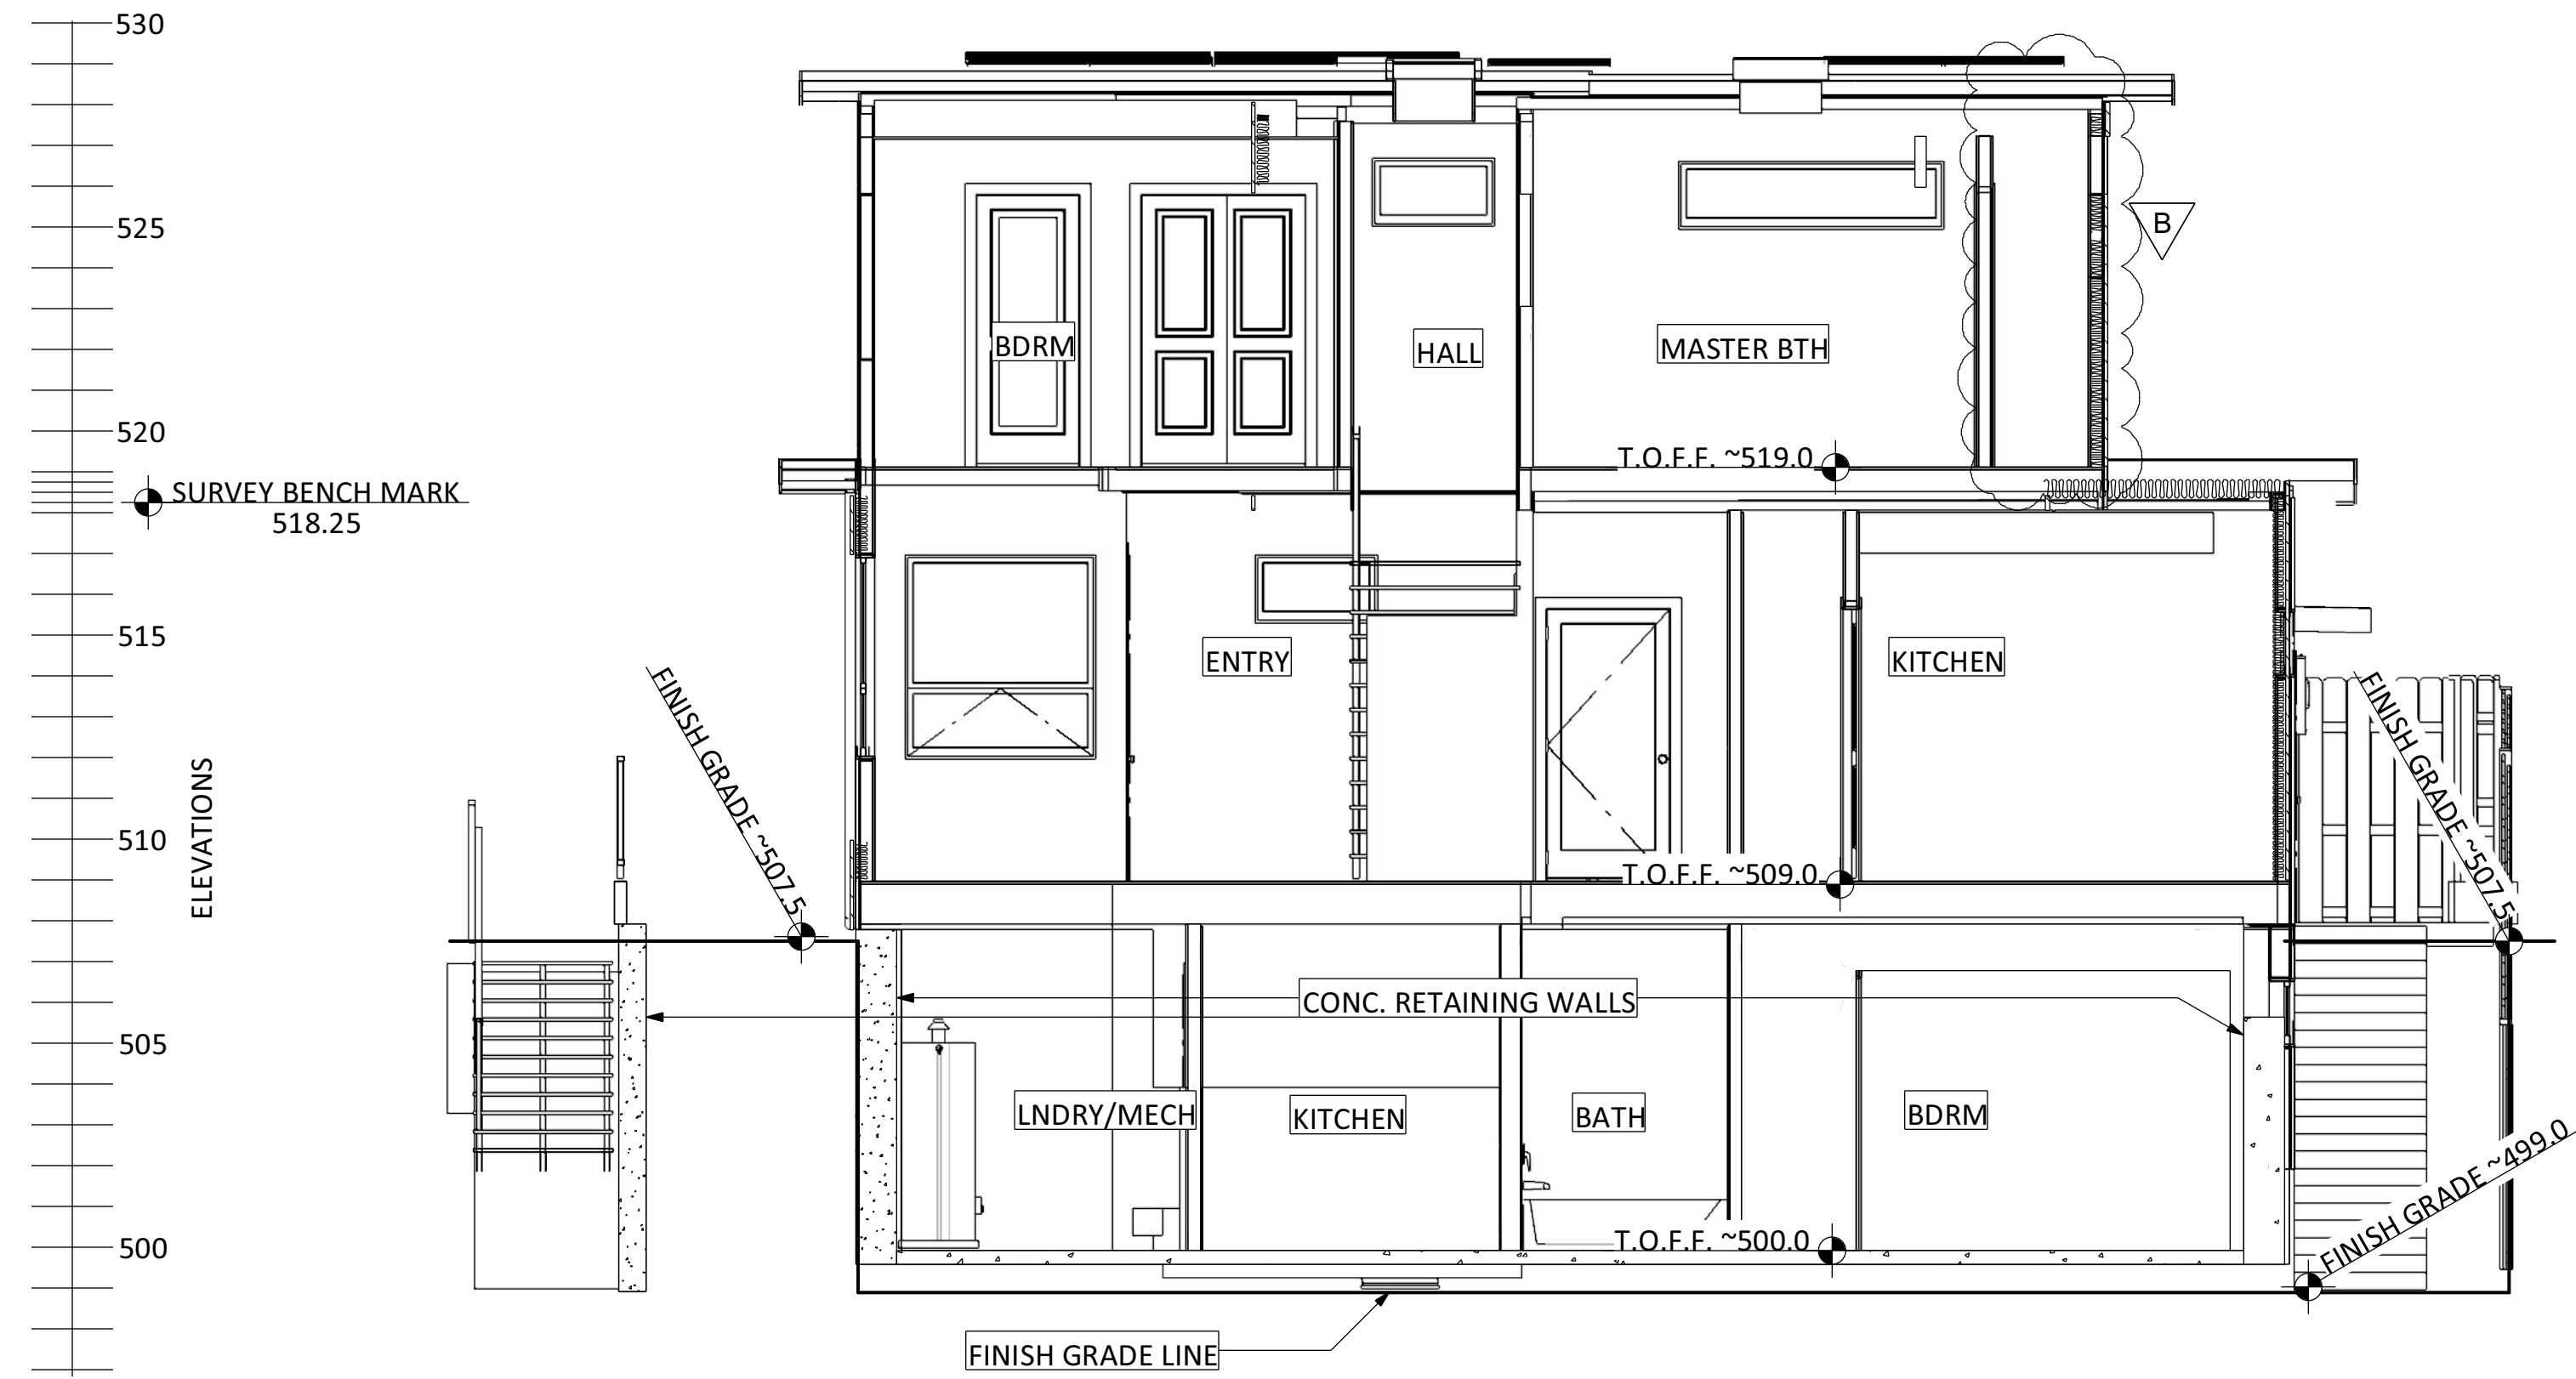 530
525
B
BDRM
HALL
MASTER BTH
520
T.O.F.F. ~519.0
SURVEY BENCH MARK
518.25
515
ENTRY
KITCHEN
FINISH GRADE ~507.5
FINISH GRADE ~507.5
ELEVATIONS
510
T.O.F.F. ~509.0
CONC. RETAINING WALLS
505
LNDRY/MECH
KITCHEN
BATH
BDRM
FINISH GRADE ~499.0
500
T.O.F.F. ~500.0
FINISH GRADE LINE